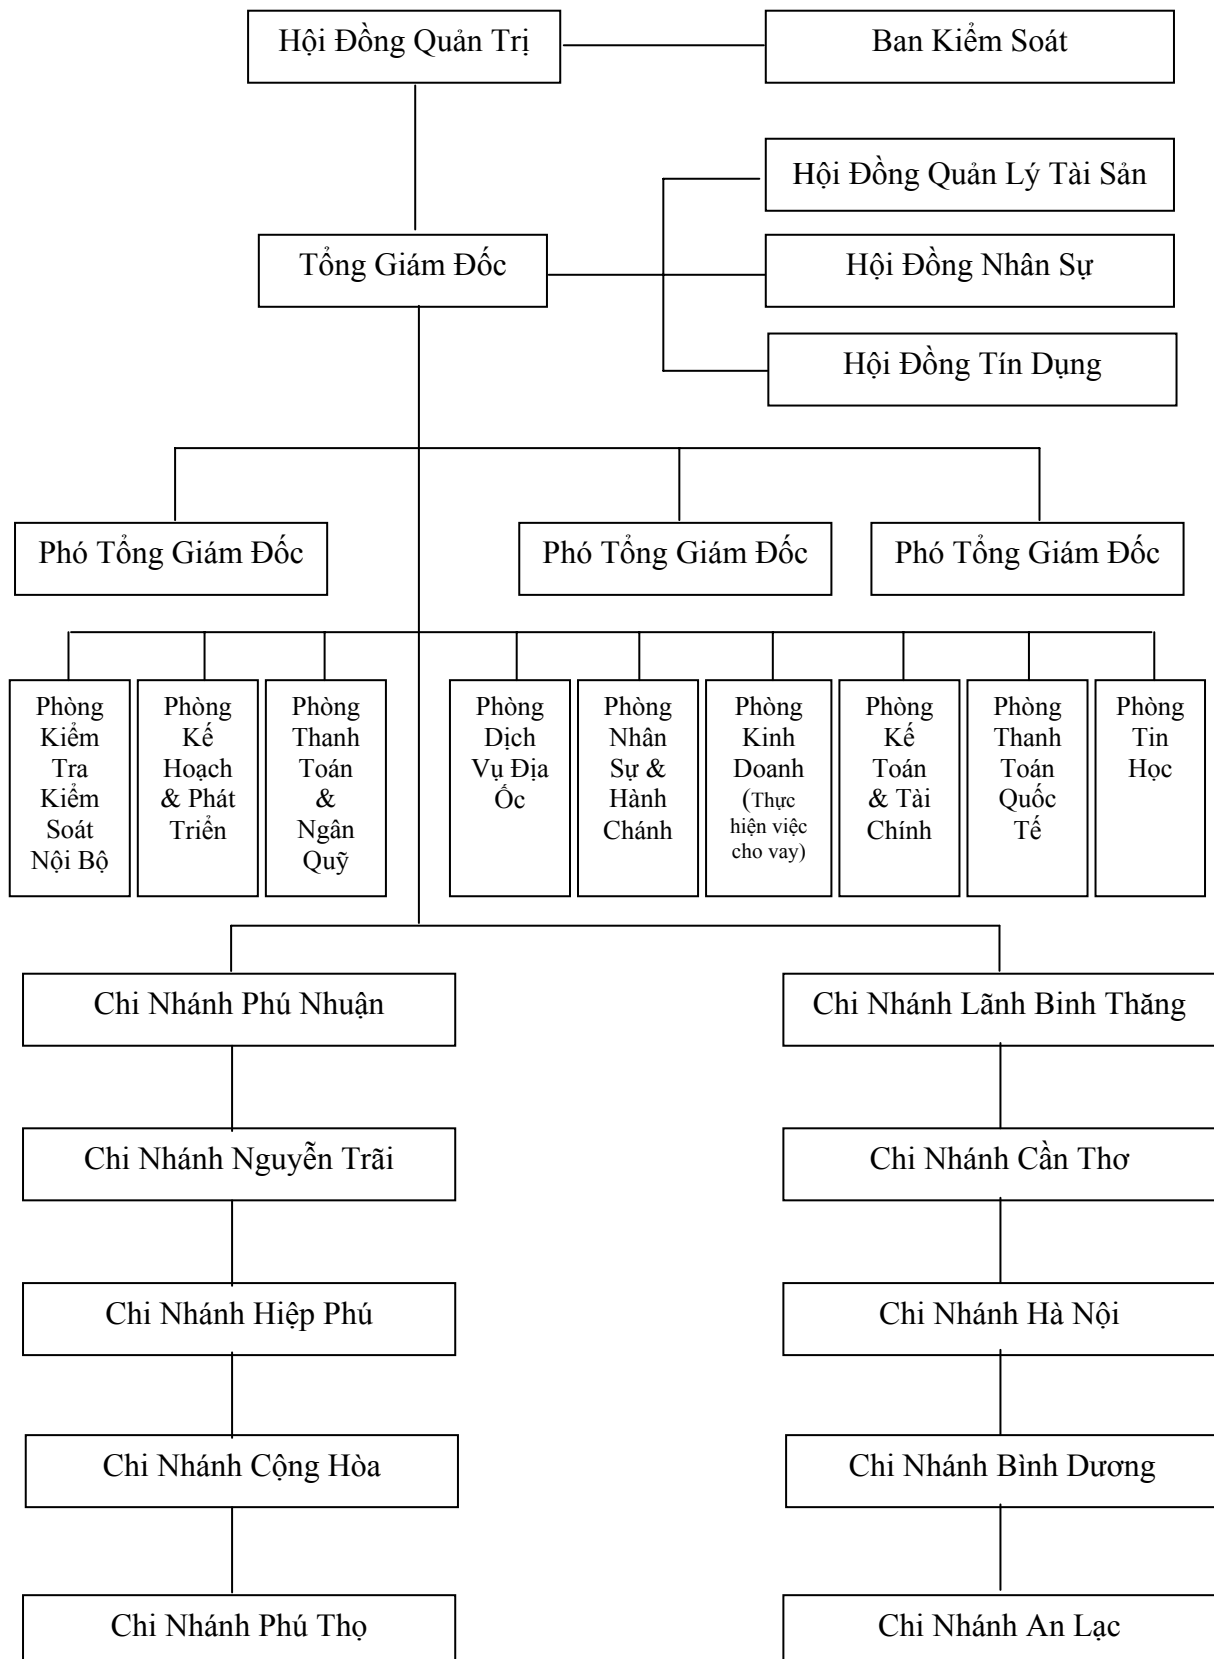 Hội Đồng Quản Trị
Ban Kiểm Soát
Hội Đồng Quản Lý Tài Sản
Tổng Giám Đốc
Hội Đồng Nhân Sự
Hội Đồng Tín Dụng
Phó Tổng Giám Đốc
Phó Tổng Giám Đốc
Phó Tổng Giám Đốc
Phòng
Kiểm
Tra
Kiểm
Soát
Nội Bộ
Phòng
Kế
Hoạch
& Phát
Triển
Phòng
Thanh
Toán
&
Ngân
Quỹ
Phòng
Dịch
Vụ Địa
Ốc
Phòng
Nhân
Sự &
Hành
Chánh
Phòng
Kinh
Doanh
(Thực
hiện việc
cho vay)
Phòng
Kế
Toán
& Tài
Chính
Phòng
Thanh
Toán
Quốc
Tế
Phòng
Tin
Học
Chi Nhánh Phú Nhuận
Chi Nhánh Lãnh Binh Thăng
Chi Nhánh Nguyễn Trãi
Chi Nhánh Cần Thơ
Chi Nhánh Hiệp Phú
Chi Nhánh Hà Nội
Chi Nhánh Cộng Hòa
Chi Nhánh Bình Dương
Chi Nhánh Phú Thọ
Chi Nhánh An Lạc